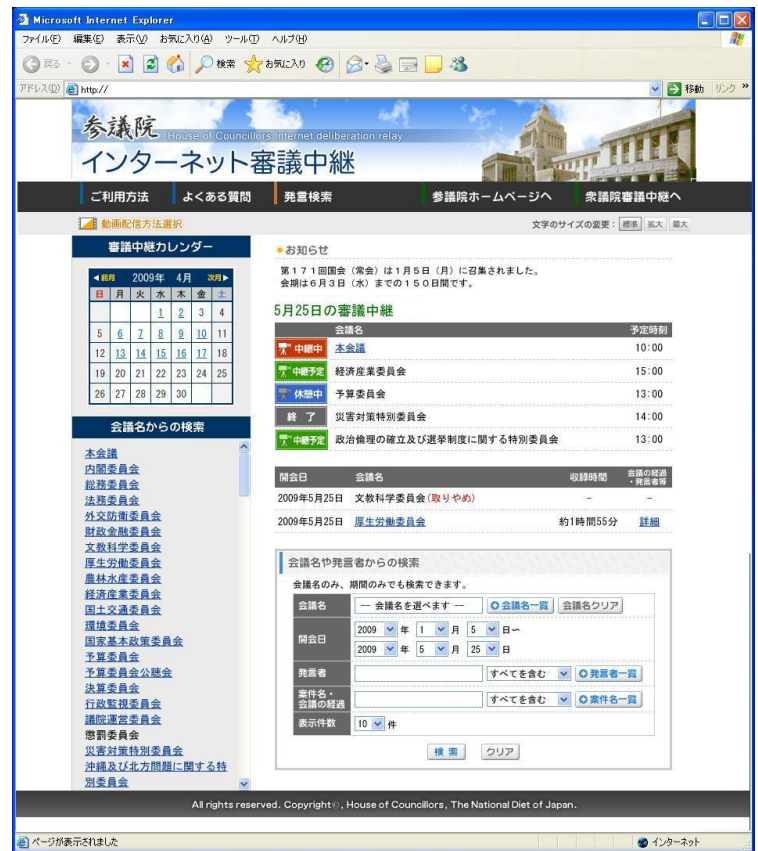 Microsoft Internet Explorer
ファイル(F) 編集(E) 表示(V) お気に入り(A) ツール(T) ヘルプ(H)
戻る 検索 お気に入り
アドレス(D) http:// 移動 リンク »
参議院 House of Councillors Internet deliberation relay
インターネット審議中継
ご利用方法 よくある質問 発言検索 参議院ホームページへ 衆議院審議中継へ
動画配信方法選択 文字のサイズの変更: 標準 拡大 最大
審議中継カレンダー
◀前月 2009年 4月 次月▶
日 月 火 水 木 金 土
1 2 3 4
5 6 7 8 9 10 11
12 13 14 15 16 17 18
19 20 21 22 23 24 25
26 27 28 29 30
会議名からの検索
本会議
内閣委員会
総務委員会
法務委員会
外交防衛委員会
財政金融委員会
文教科学委員会
厚生労働委員会
農林水産委員会
経済産業委員会
国土交通委員会
環境委員会
国家基本政策委員会
予算委員会
予算委員会公聴会
決算委員会
行政監視委員会
議院運営委員会
懲罰委員会
災害対策特別委員会
沖縄及び北方問題に関する特
別委員会
お知らせ
第171回国会(常会)は1月5日(月)に召集されました。
会期は6月3日(水)までの150日間です。
5月25日の審議中継
会議名 予定時刻
中継中 本会議 10:00
中継予定 経済産業委員会 15:00
休憩中 予算委員会 13:00
終了 災害対策特別委員会 14:00
中継予定 政治倫理の確立及び選挙制度に関する特別委員会 13:00
開会日 会議名 収録時間 会議の経過・発言者等
2009年5月25日 文教科学委員会(取りやめ) − −
2009年5月25日 厚生労働委員会 約1時間55分 詳細
会議名や発言者からの検索
会議名のみ、期間のみでも検索できます。
会議名 ― 会議名を選べます ― 会議名一覧 会議名クリア
開会日 2009 年 1 月 5 日〜
2009 年 5 月 25 日
発言者 すべてを含む 発言者一覧
案件名・会議の経過 すべてを含む 案件名一覧
表示件数 10 件
検索 クリア
All rights reserved. Copyright©, House of Councillors, The National Diet of Japan.
ページが表示されました インターネット